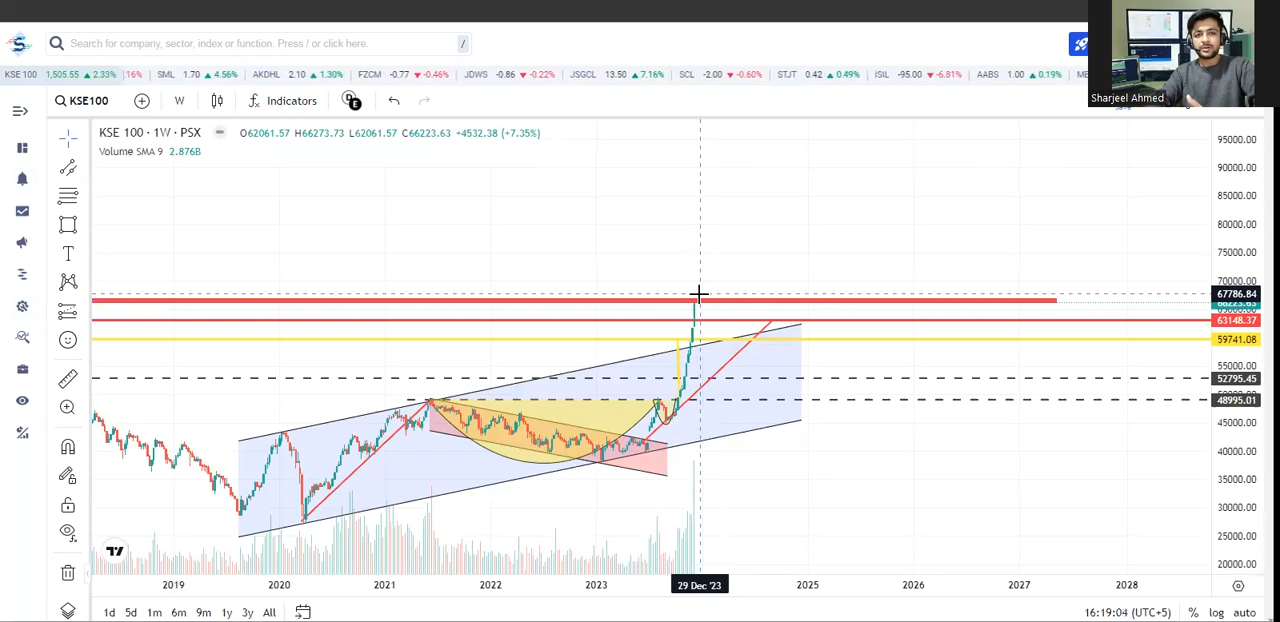 Search for company, sector, index or function. Press / or click here. /
Sharjeel Ahmed
KSE 100 1,505.55 ▲ 2.33% 16% SML 1.70 ▲ 4.56% AKDHL 2.10 ▲ 1.30% FZCM -0.77 ▼ -0.46% JDWS -0.86 ▼ -0.22% JSGCL 13.50 ▲ 7.16% SCL -2.00 ▼ -0.60% STJT 0.42 ▲ 0.49% ISIL -95.00 ▼ -6.81% AABS 1.00 ▲ 0.19%
KSE100 W Indicators D E
KSE 100 · 1W · PSX O62061.57 H66273.73 L62061.57 C66223.63 +4532.38 (+7.35%)
Volume SMA 9 2.876B
95000.00
90000.00
85000.00
80000.00
75000.00
70000.00
67786.84
66223.63
63148.37
59741.08
55000.00
52795.45
48995.01
45000.00
40000.00
35000.00
30000.00
25000.00
20000.00
2019 2020 2021 2022 2023 29 Dec '23 2025 2026 2027 2028
1d 5d 1m 6m 9m 1y 3y All 16:19:04 (UTC+5) % log auto